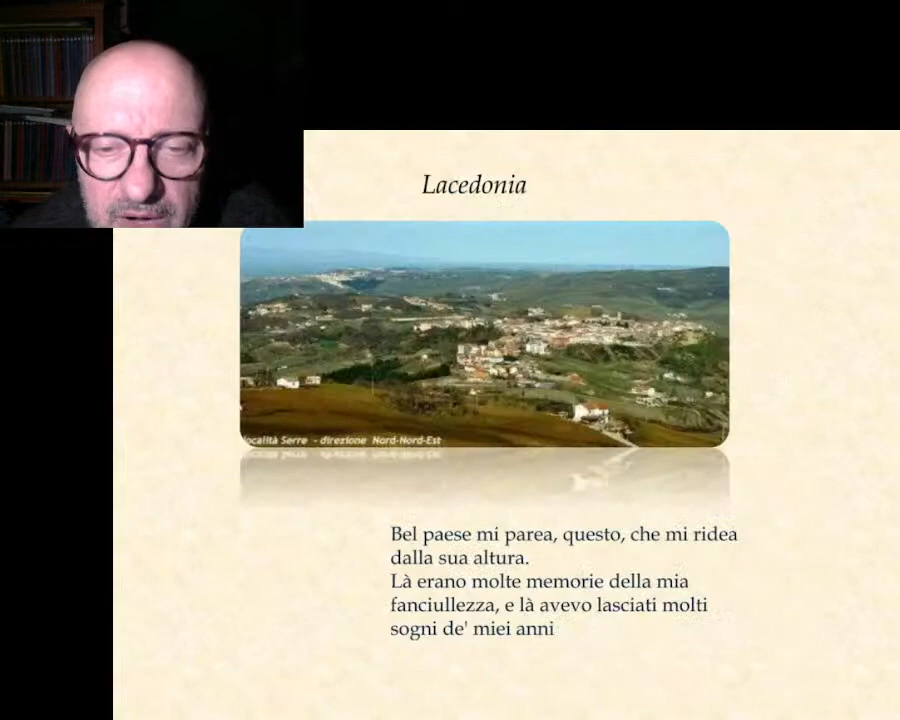 Lacedonia
località Serre - direzione Nord-Nord-Est
Bel paese mi parea, questo, che mi ridea
dalla sua altura.
Là erano molte memorie della mia
fanciullezza, e là avevo lasciati molti
sogni de' miei anni